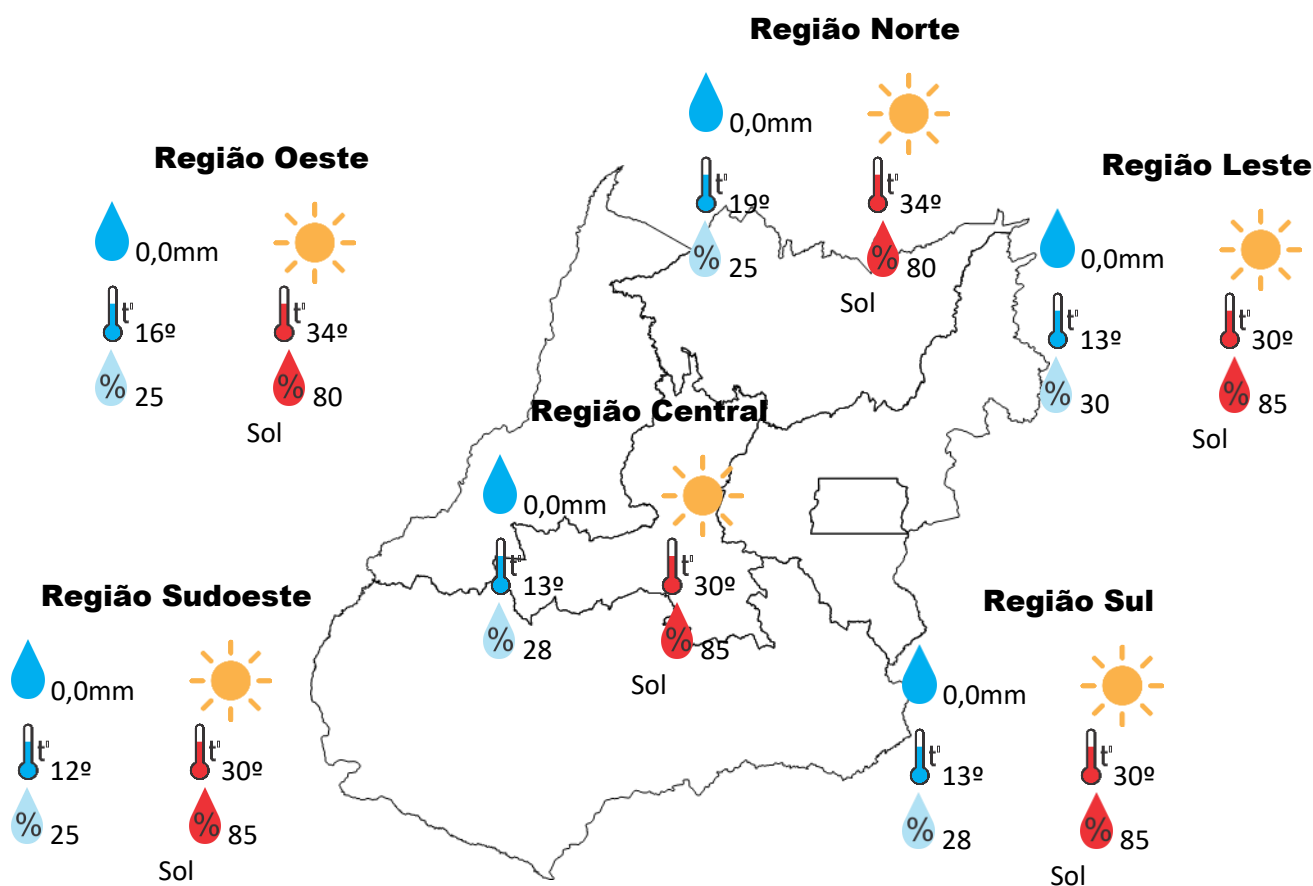 Região Norte
0,0mm
t°
19º
t°
34º
%
25
%
80
Sol
Região Oeste
0,0mm
t°
16º
t°
34º
%
25
%
80
Sol
Região Leste
0,0mm
t°
13º
t°
30º
%
30
%
85
Sol
Região Central
0,0mm
t°
13º
t°
30º
%
28
%
85
Sol
Região Sudoeste
0,0mm
t°
12º
t°
30º
%
25
%
85
Sol
Região Sul
0,0mm
t°
13º
t°
30º
%
28
%
85
Sol